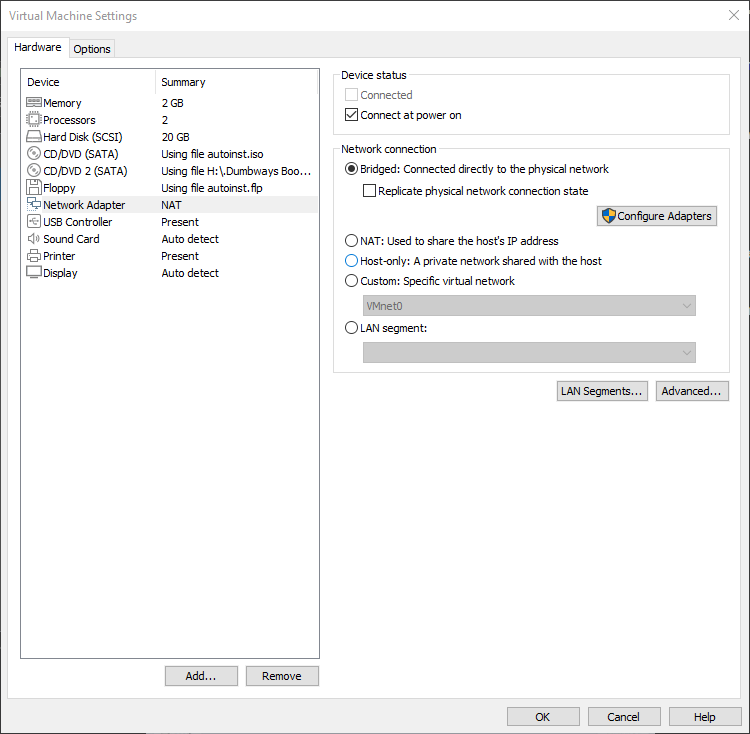 Virtual Machine Settings
Hardware
Options
Device Summary
Memory 2 GB
Processors 2
Hard Disk (SCSI) 20 GB
CD/DVD (SATA) Using file autoinst.iso
CD/DVD 2 (SATA) Using file H:\.Dumbways Boo...
Floppy Using file autoinst.flp
Network Adapter NAT
USB Controller Present
Sound Card Auto detect
Printer Present
Display Auto detect
Add...
Remove
Device status
Connected
Connect at power on
Network connection
Bridged: Connected directly to the physical network
Replicate physical network connection state
Configure Adapters
NAT: Used to share the host's IP address
Host-only: A private network shared with the host
Custom: Specific virtual network
VMnet0
LAN segment:
LAN Segments...
Advanced...
OK
Cancel
Help